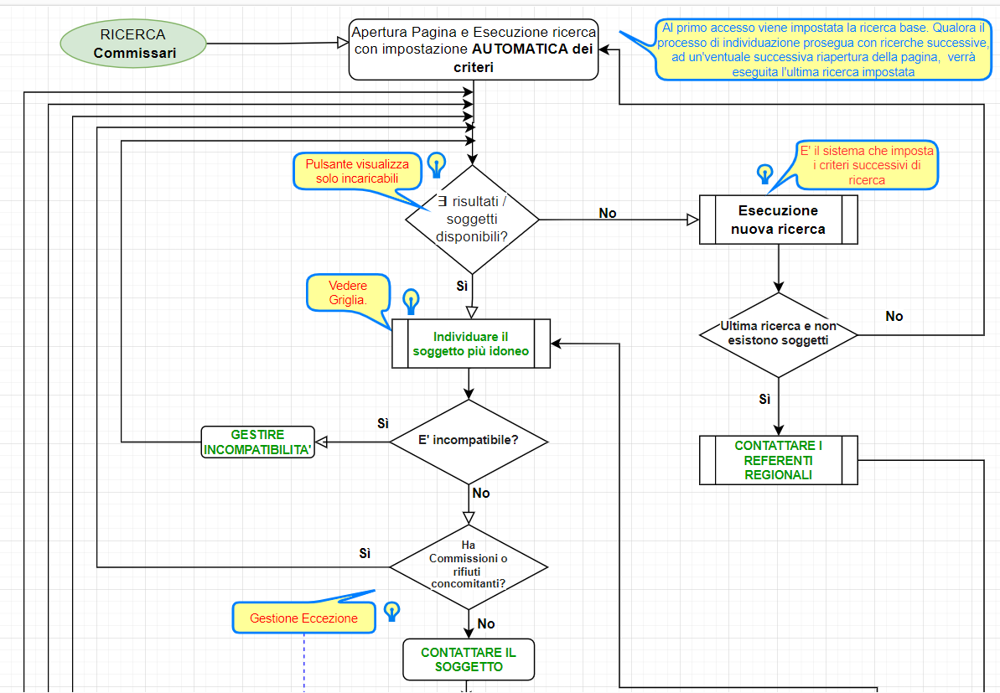 RICERCA
Commissari
Apertura Pagina e Esecuzione ricerca
con impostazione AUTOMATICA dei
criteri
Al primo accesso viene impostata la ricerca base. Qualora il
processo di individuazione prosegua con ricerche successive,
ad un'ventuale successiva riapertura della pagina, verrà
eseguita l'ultima ricerca impostata
Pulsante visualizza
solo incaricabili
E' il sistema che imposta
i criteri successivi di
ricerca
∃ risultati /
soggetti
disponibili?
No
Esecuzione
nuova ricerca
Sì
Vedere
Griglia.
Individuare il
soggetto più idoneo
Ultima ricerca e non
esistono soggetti
No
Sì
Sì
E' incompatibile?
GESTIRE
INCOMPATIBILITA'
CONTATTARE I
REFERENTI
REGIONALI
No
Ha
Commissioni o
rifiuti
concomitanti?
Sì
Gestione Eccezione
No
CONTATTARE IL
SOGGETTO